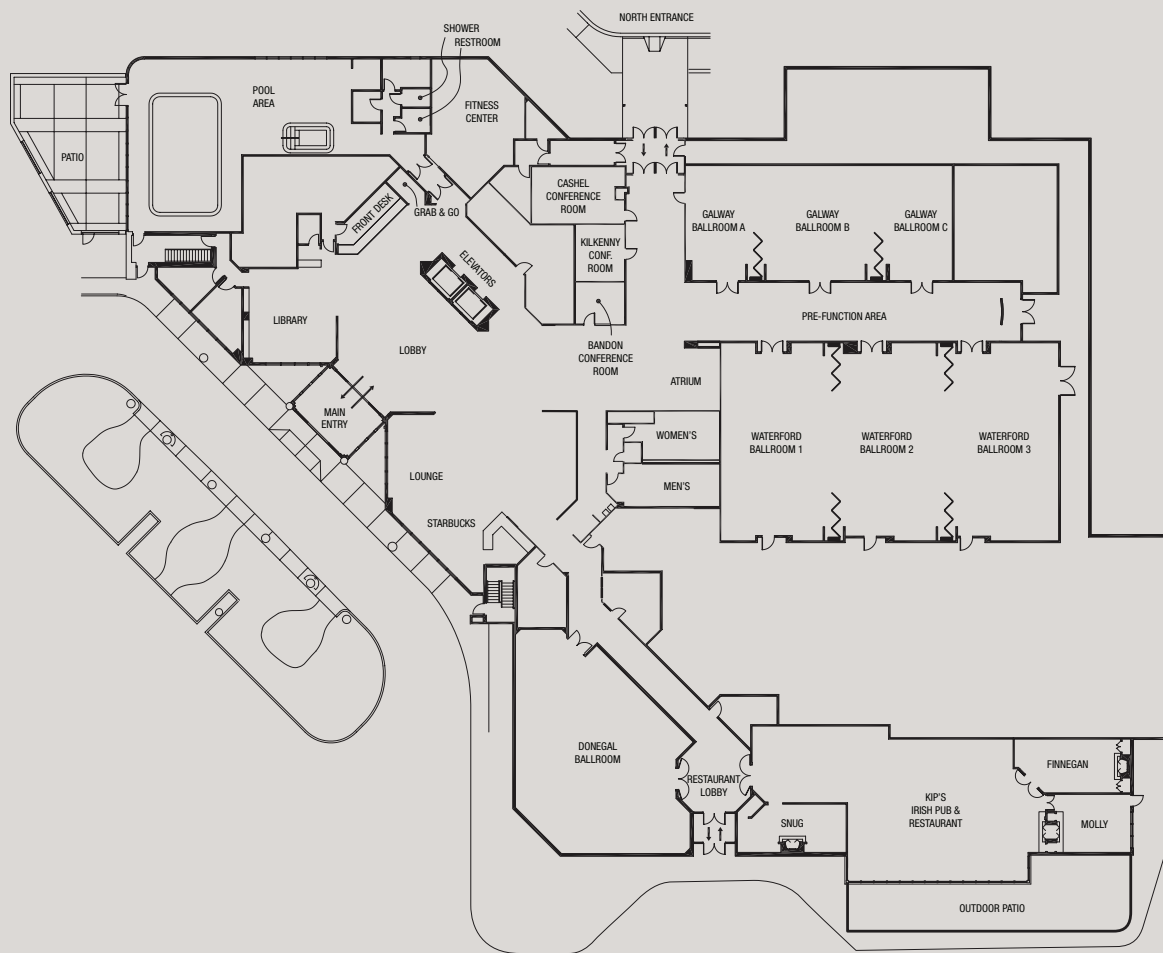 NORTH ENTRANCE
SHOWER
RESTROOM
POOL
AREA
FITNESS
CENTER
PATIO
CASHEL
CONFERENCE
ROOM
FRONT DESK
GRAB & GO
GALWAY
BALLROOM A
GALWAY
BALLROOM B
GALWAY
BALLROOM C
KILKENNY
CONF.
ROOM
ELEVATORS
LIBRARY
PRE-FUNCTION AREA
LOBBY
BANDON
CONFERENCE
ROOM
ATRIUM
MAIN
ENTRY
WOMEN'S
WATERFORD
BALLROOM 1
WATERFORD
BALLROOM 2
WATERFORD
BALLROOM 3
LOUNGE
MEN'S
STARBUCKS
DONEGAL
BALLROOM
RESTAURANT
LOBBY
FINNEGAN
KIP'S
IRISH PUB &
RESTAURANT
SNUG
MOLLY
OUTDOOR PATIO